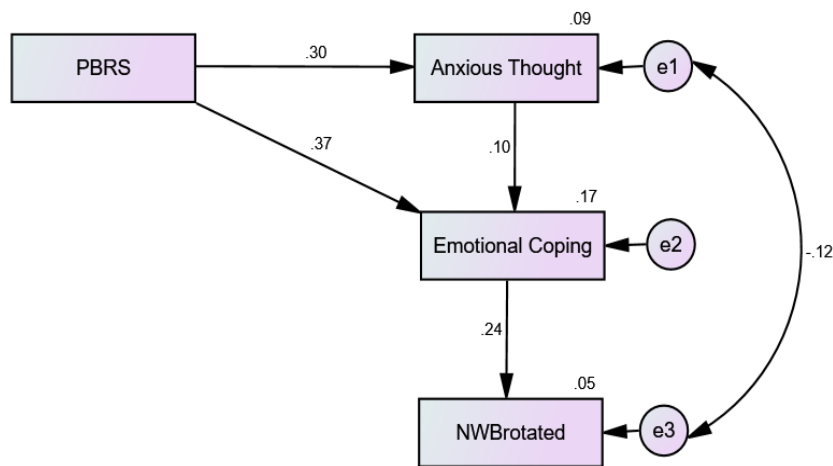 .09
PBRS
.30
Anxious Thought
e1
.37
.10
.17
Emotional Coping
e2
-.12
.24
.05
NWBrotated
e3